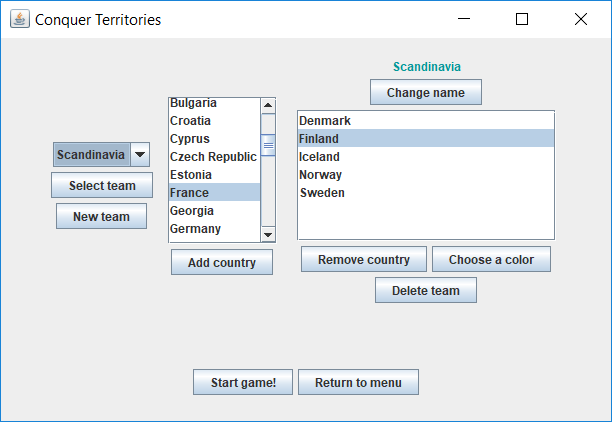 Conquer Territories
Scandinavia
Select team
New team
Bulgaria
Croatia
Cyprus
Czech Republic
Estonia
France
Georgia
Germany
Add country
Scandinavia
Change name
Denmark
Finland
Iceland
Norway
Sweden
Remove country
Choose a color
Delete team
Start game!
Return to menu